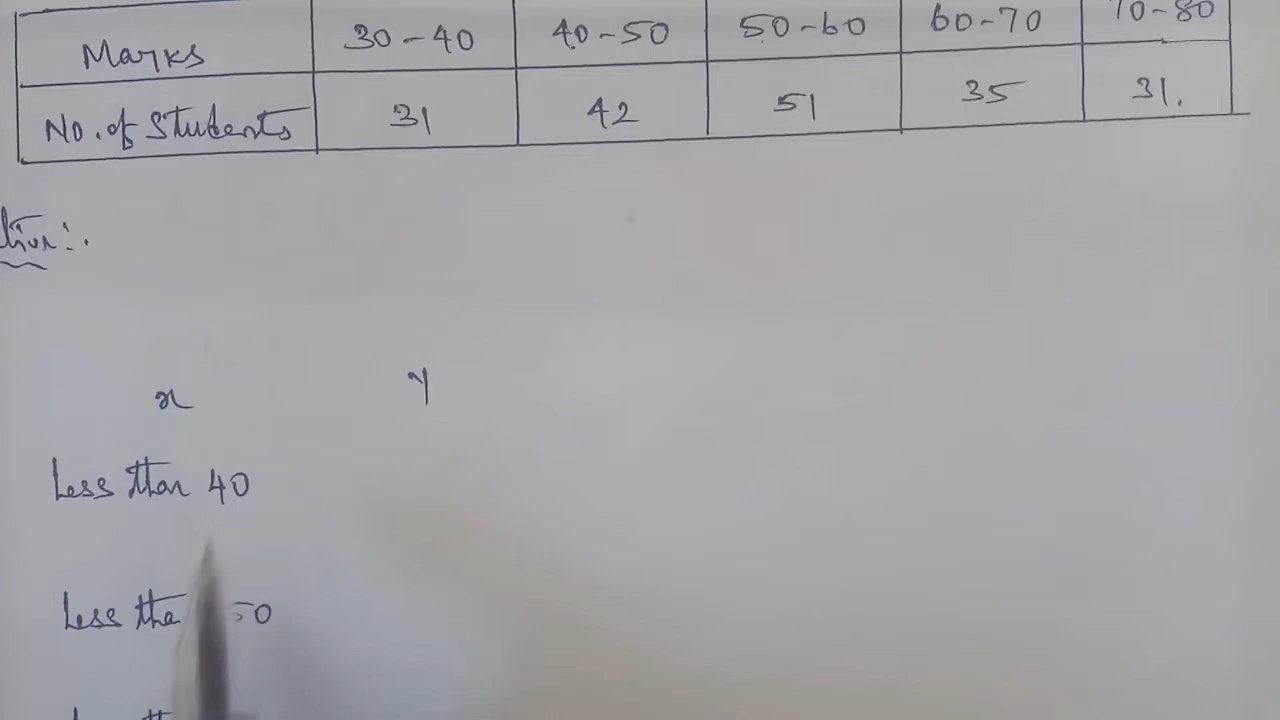 Marks 30-40 40-50 50-60 60-70 70-80
No. of Students 31 42 51 35 31.
x y
Less than 40
Less